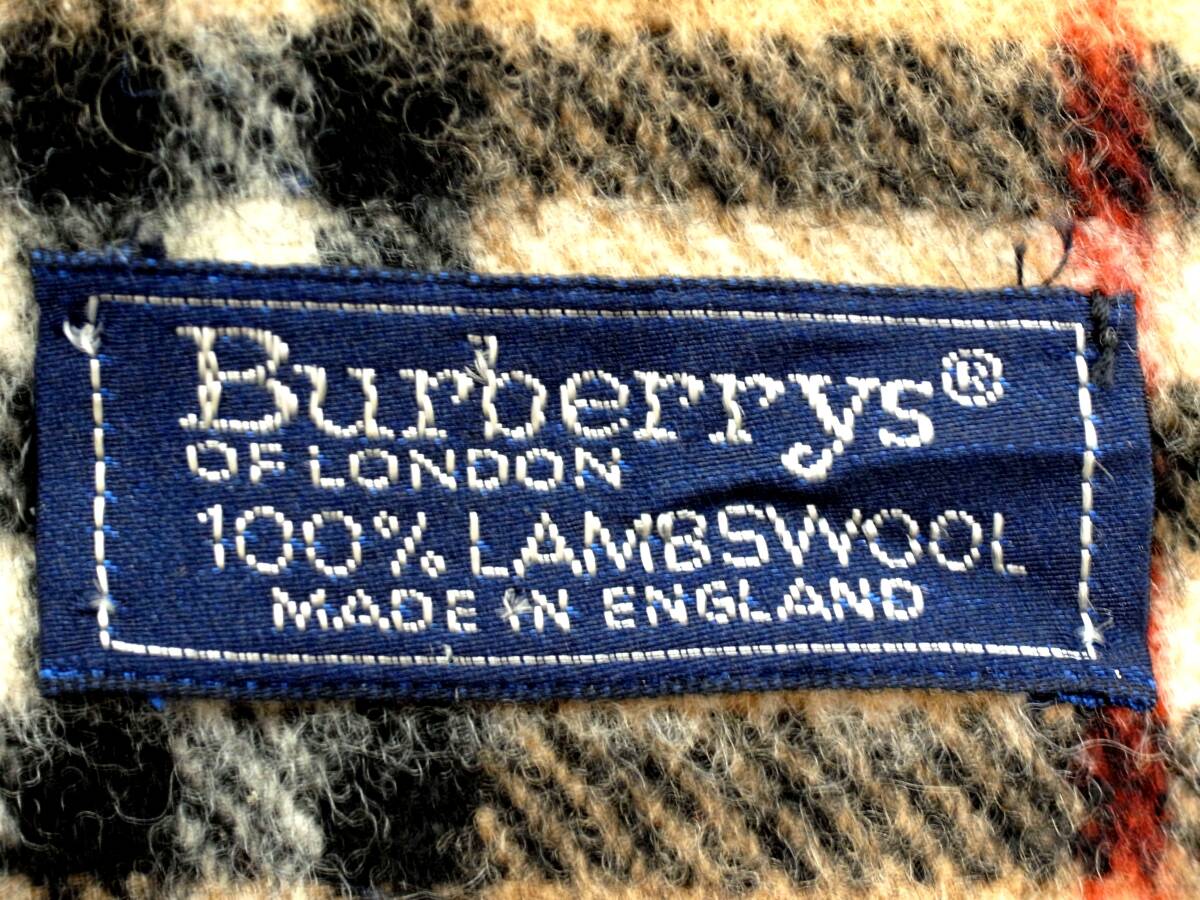 Burberrys®
OF LONDON
100% LAMBSWOOL
MADE IN ENGLAND